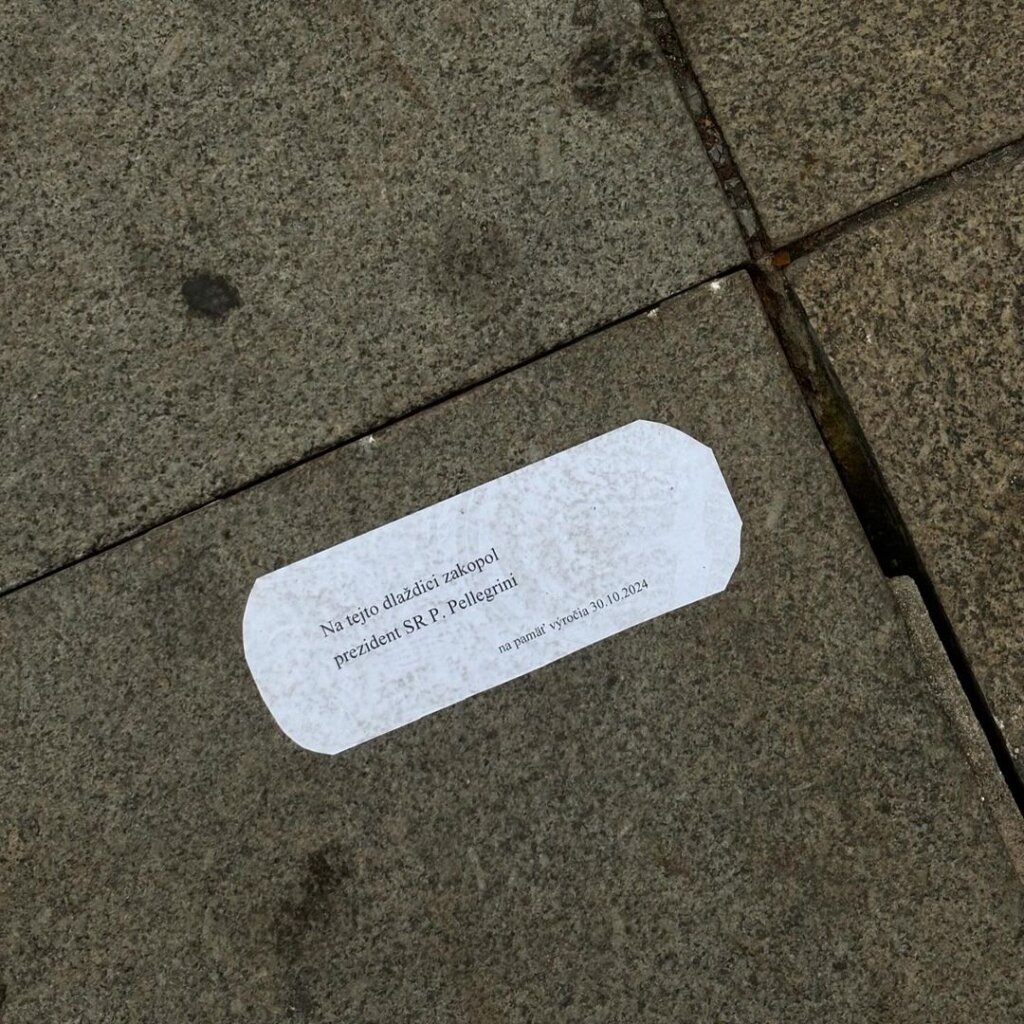 Na tejto dlaždici zakopol
prezident SR P. Pellegrini
na pamäť výročia 30.10.2024